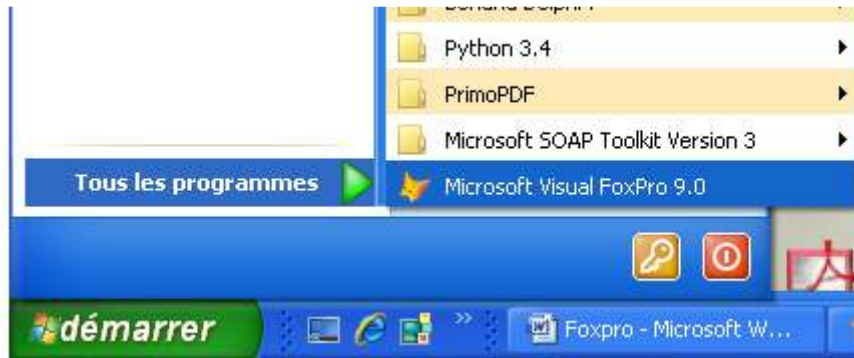 Python 3.4
PrimoPDF
Microsoft SOAP Toolkit Version 3
Tous les programmes
Microsoft Visual FoxPro 9.0
内
démarrer
Foxpro - Microsoft W...